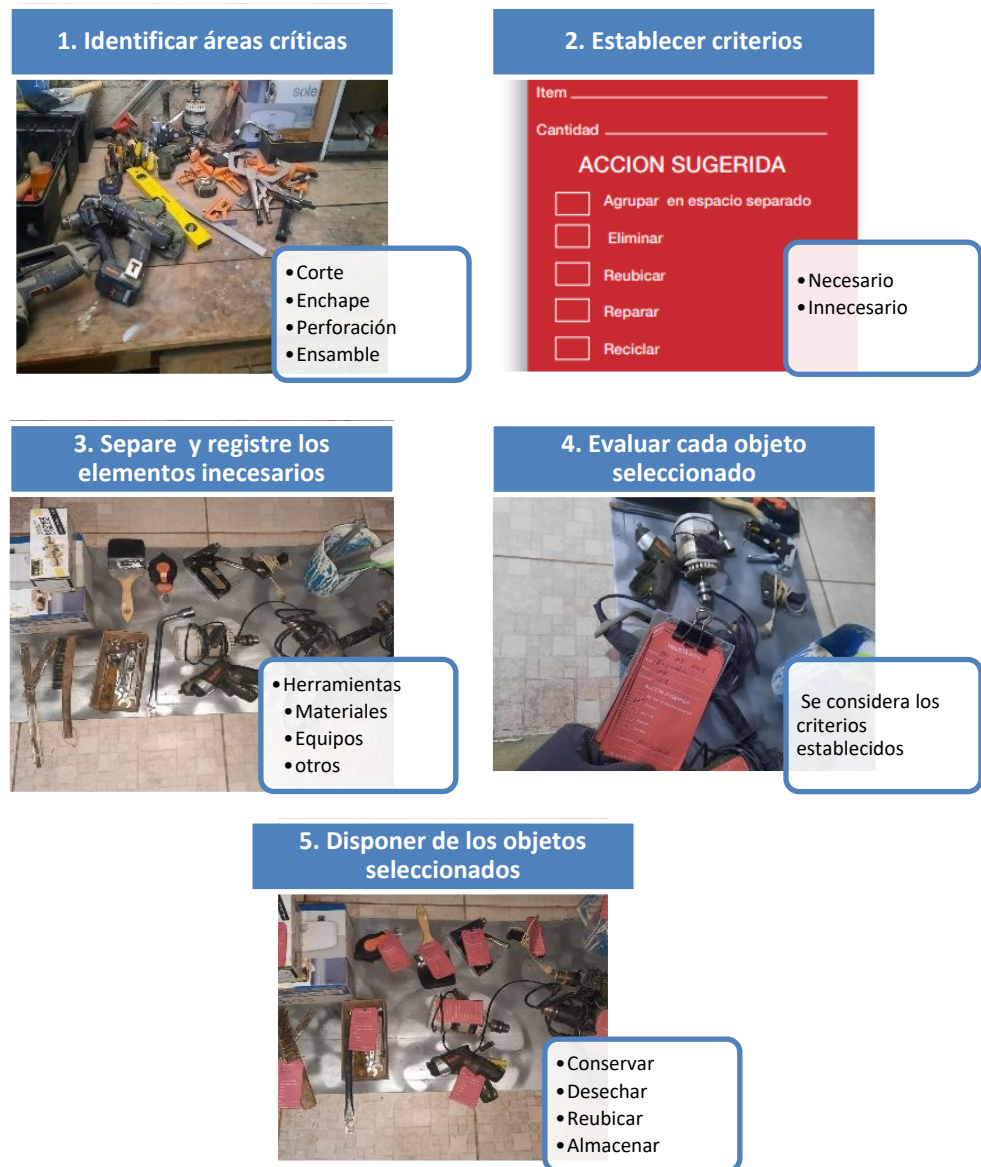 1. Identificar áreas críticas
sole
•Corte
•Enchape
•Perforación
•Ensamble
2. Establecer criterios
Item
Cantidad
ACCION SUGERIDA
Agrupar en espacio separado
Eliminar
Reubicar
Reparar
Reciclar
•Necesario
•Innecesario
3. Separe y registre los
elementos inecesarios
•Herramientas
•Materiales
•Equipos
•otros
4. Evaluar cada objeto
seleccionado
Se considera los
criterios
establecidos
5. Disponer de los objetos
seleccionados
•Conservar
•Desechar
•Reubicar
•Almacenar